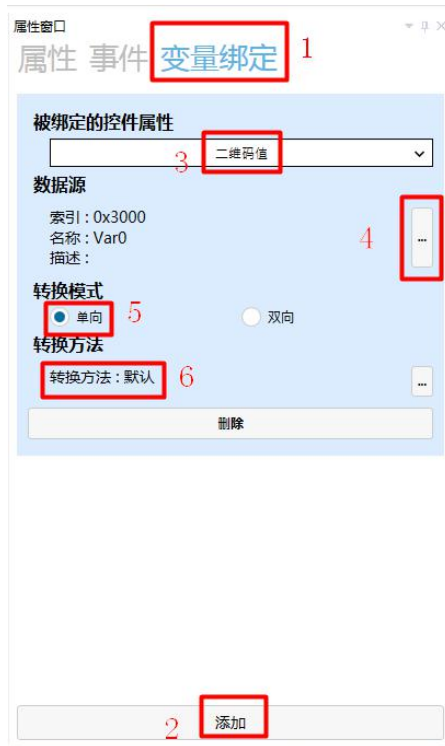 属性窗口
属性 事件 变量绑定 1
被绑定的控件属性
3 二维码值
数据源
索引 : 0x3000
名称 : Var0
描述 :
4 ...
转换模式
单向 5 双向
转换方法
转换方法 : 默认 6 ...
删除
2 添加